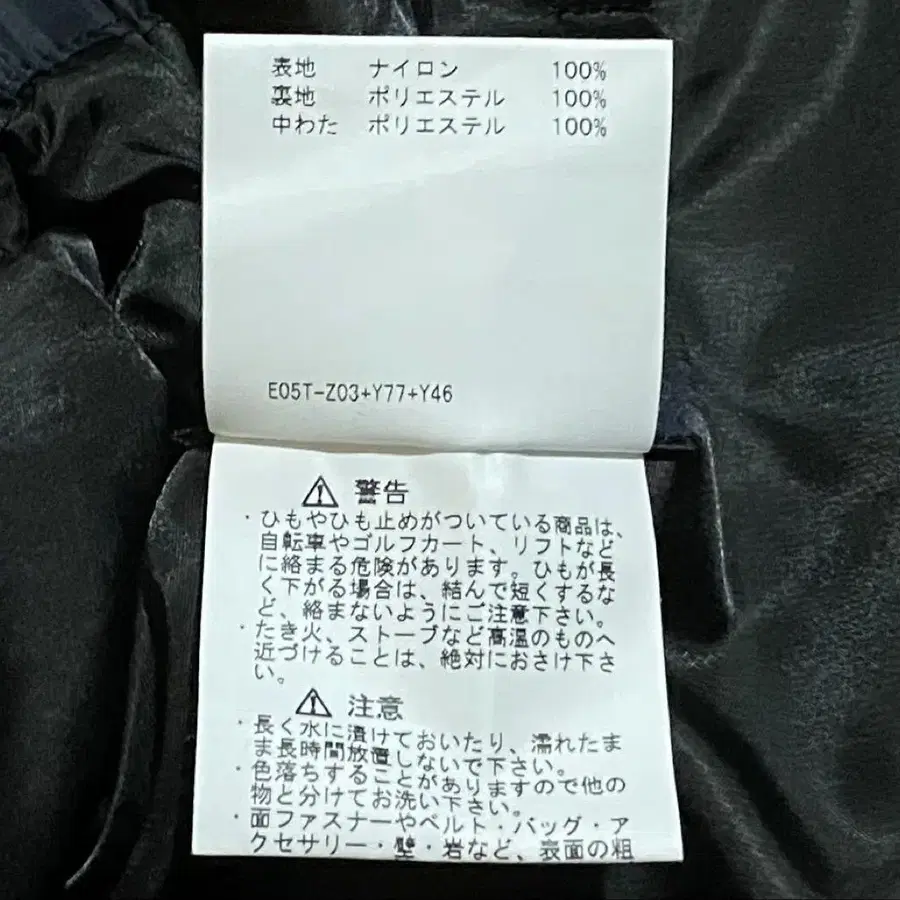 表地 ナイロン 100%
裏地 ポリエステル 100%
中わた ポリエステル 100%
E05T-Z03+Y77+Y46
⚠ 警告
・ひもやひも止めがついている商品は、
自転車やゴルフカート、リフトなど
に絡まる危険があります。ひもが長
く下がる場合は、結んで短くするな
ど、絡まないようにご注意下さい。
・たき火、ストーブなど高温のものへ
近づけることは、絶対におさけ下さ
い。
⚠ 注意
・長く水に漬けておいたり、濡れたま
ま長時間放置しないで下さい。
・色落ちすることがありますので他の
物と分けてお洗い下さい。
・面ファスナーやベルト・バッグ・ア
クセサリー・壁・岩など、表面の粗